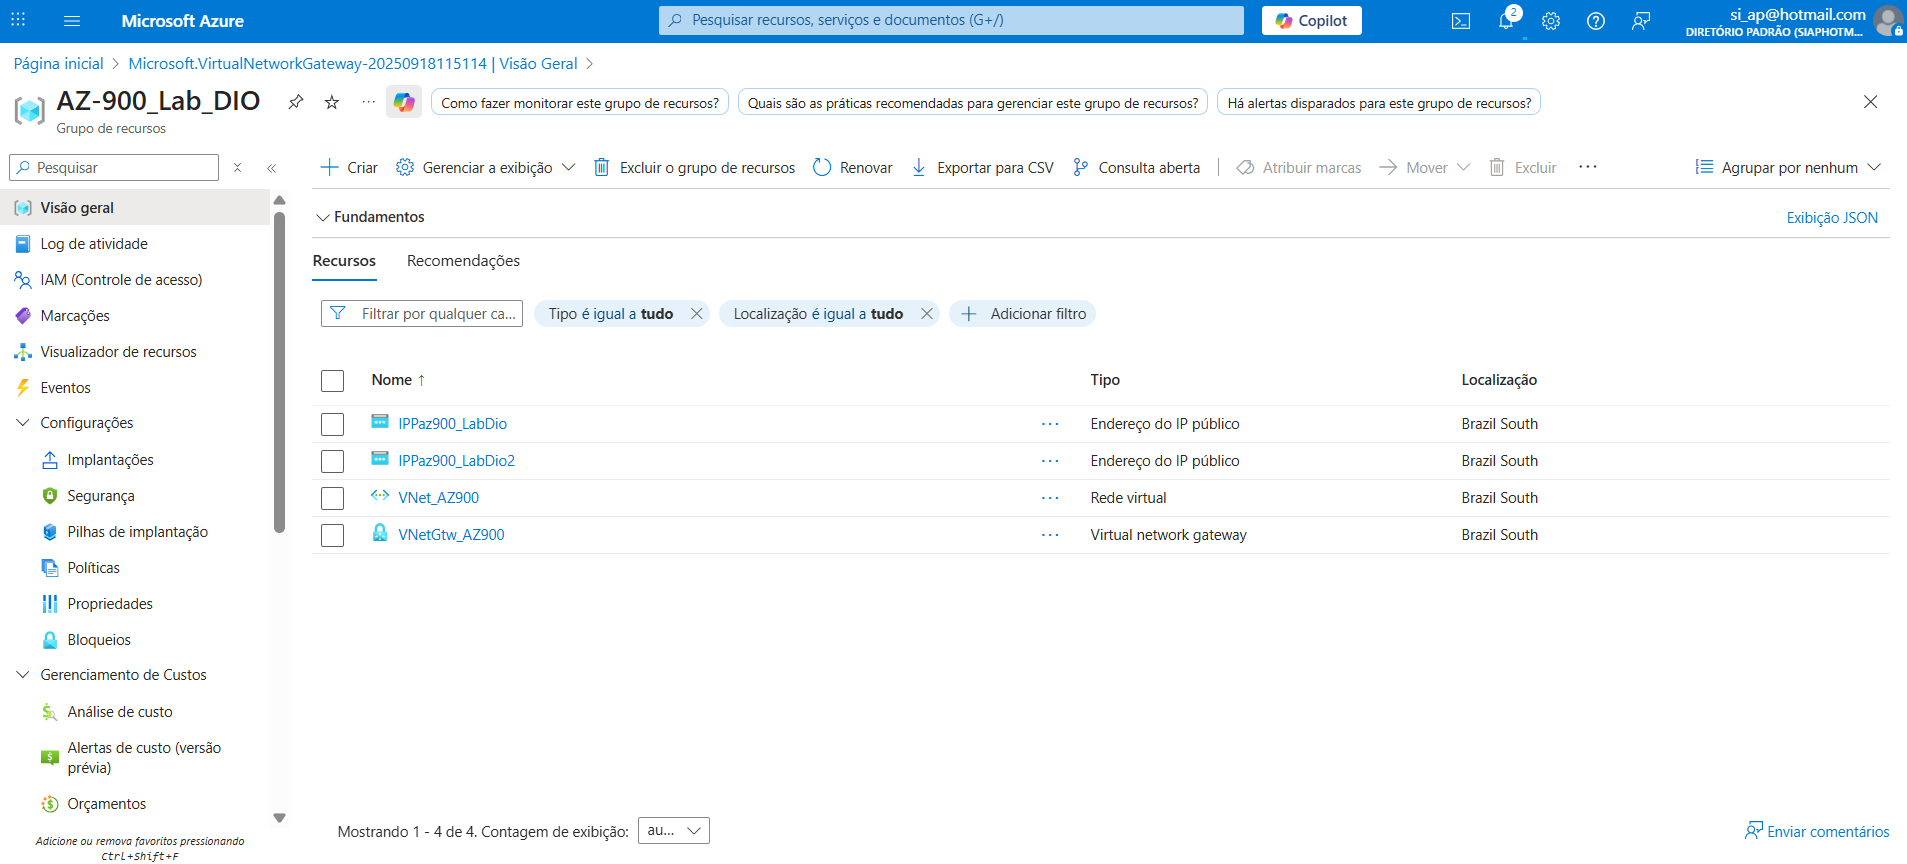 Microsoft Azure
Pesquisar recursos, serviços e documentos (G+/)
Copilot
2
si_ap@hotmail.com
DIRETÓRIO PADRÃO (SIAPHOTM...
Página inicial > Microsoft.VirtualNetworkGateway-20250918115114 | Visão Geral >
AZ-900_Lab_DIO
Grupo de recursos
Como fazer monitorar este grupo de recursos?
Quais são as práticas recomendadas para gerenciar este grupo de recursos?
Há alertas disparados para este grupo de recursos?
Pesquisar
Visão geral
Log de atividade
IAM (Controle de acesso)
Marcações
Visualizador de recursos
Eventos
Configurações
Implantações
Segurança
Pilhas de implantação
Políticas
Propriedades
Bloqueios
Gerenciamento de Custos
Análise de custo
Alertas de custo (versão
prévia)
Orçamentos
Adicione ou remova favoritos pressionando
Ctrl+Shift+F
Criar Gerenciar a exibição Excluir o grupo de recursos Renovar Exportar para CSV Consulta aberta Atribuir marcas Mover Excluir ... Agrupar por nenhum
Fundamentos Exibição JSON
Recursos Recomendações
Filtrar por qualquer ca... Tipo é igual a tudo Localização é igual a tudo Adicionar filtro
Nome ↑ Tipo Localização
IPPaz900_LabDio ... Endereço do IP público Brazil South
IPPaz900_LabDio2 ... Endereço do IP público Brazil South
VNet_AZ900 ... Rede virtual Brazil South
VNetGtw_AZ900 ... Virtual network gateway Brazil South
Mostrando 1 - 4 de 4. Contagem de exibição: au...
Enviar comentários